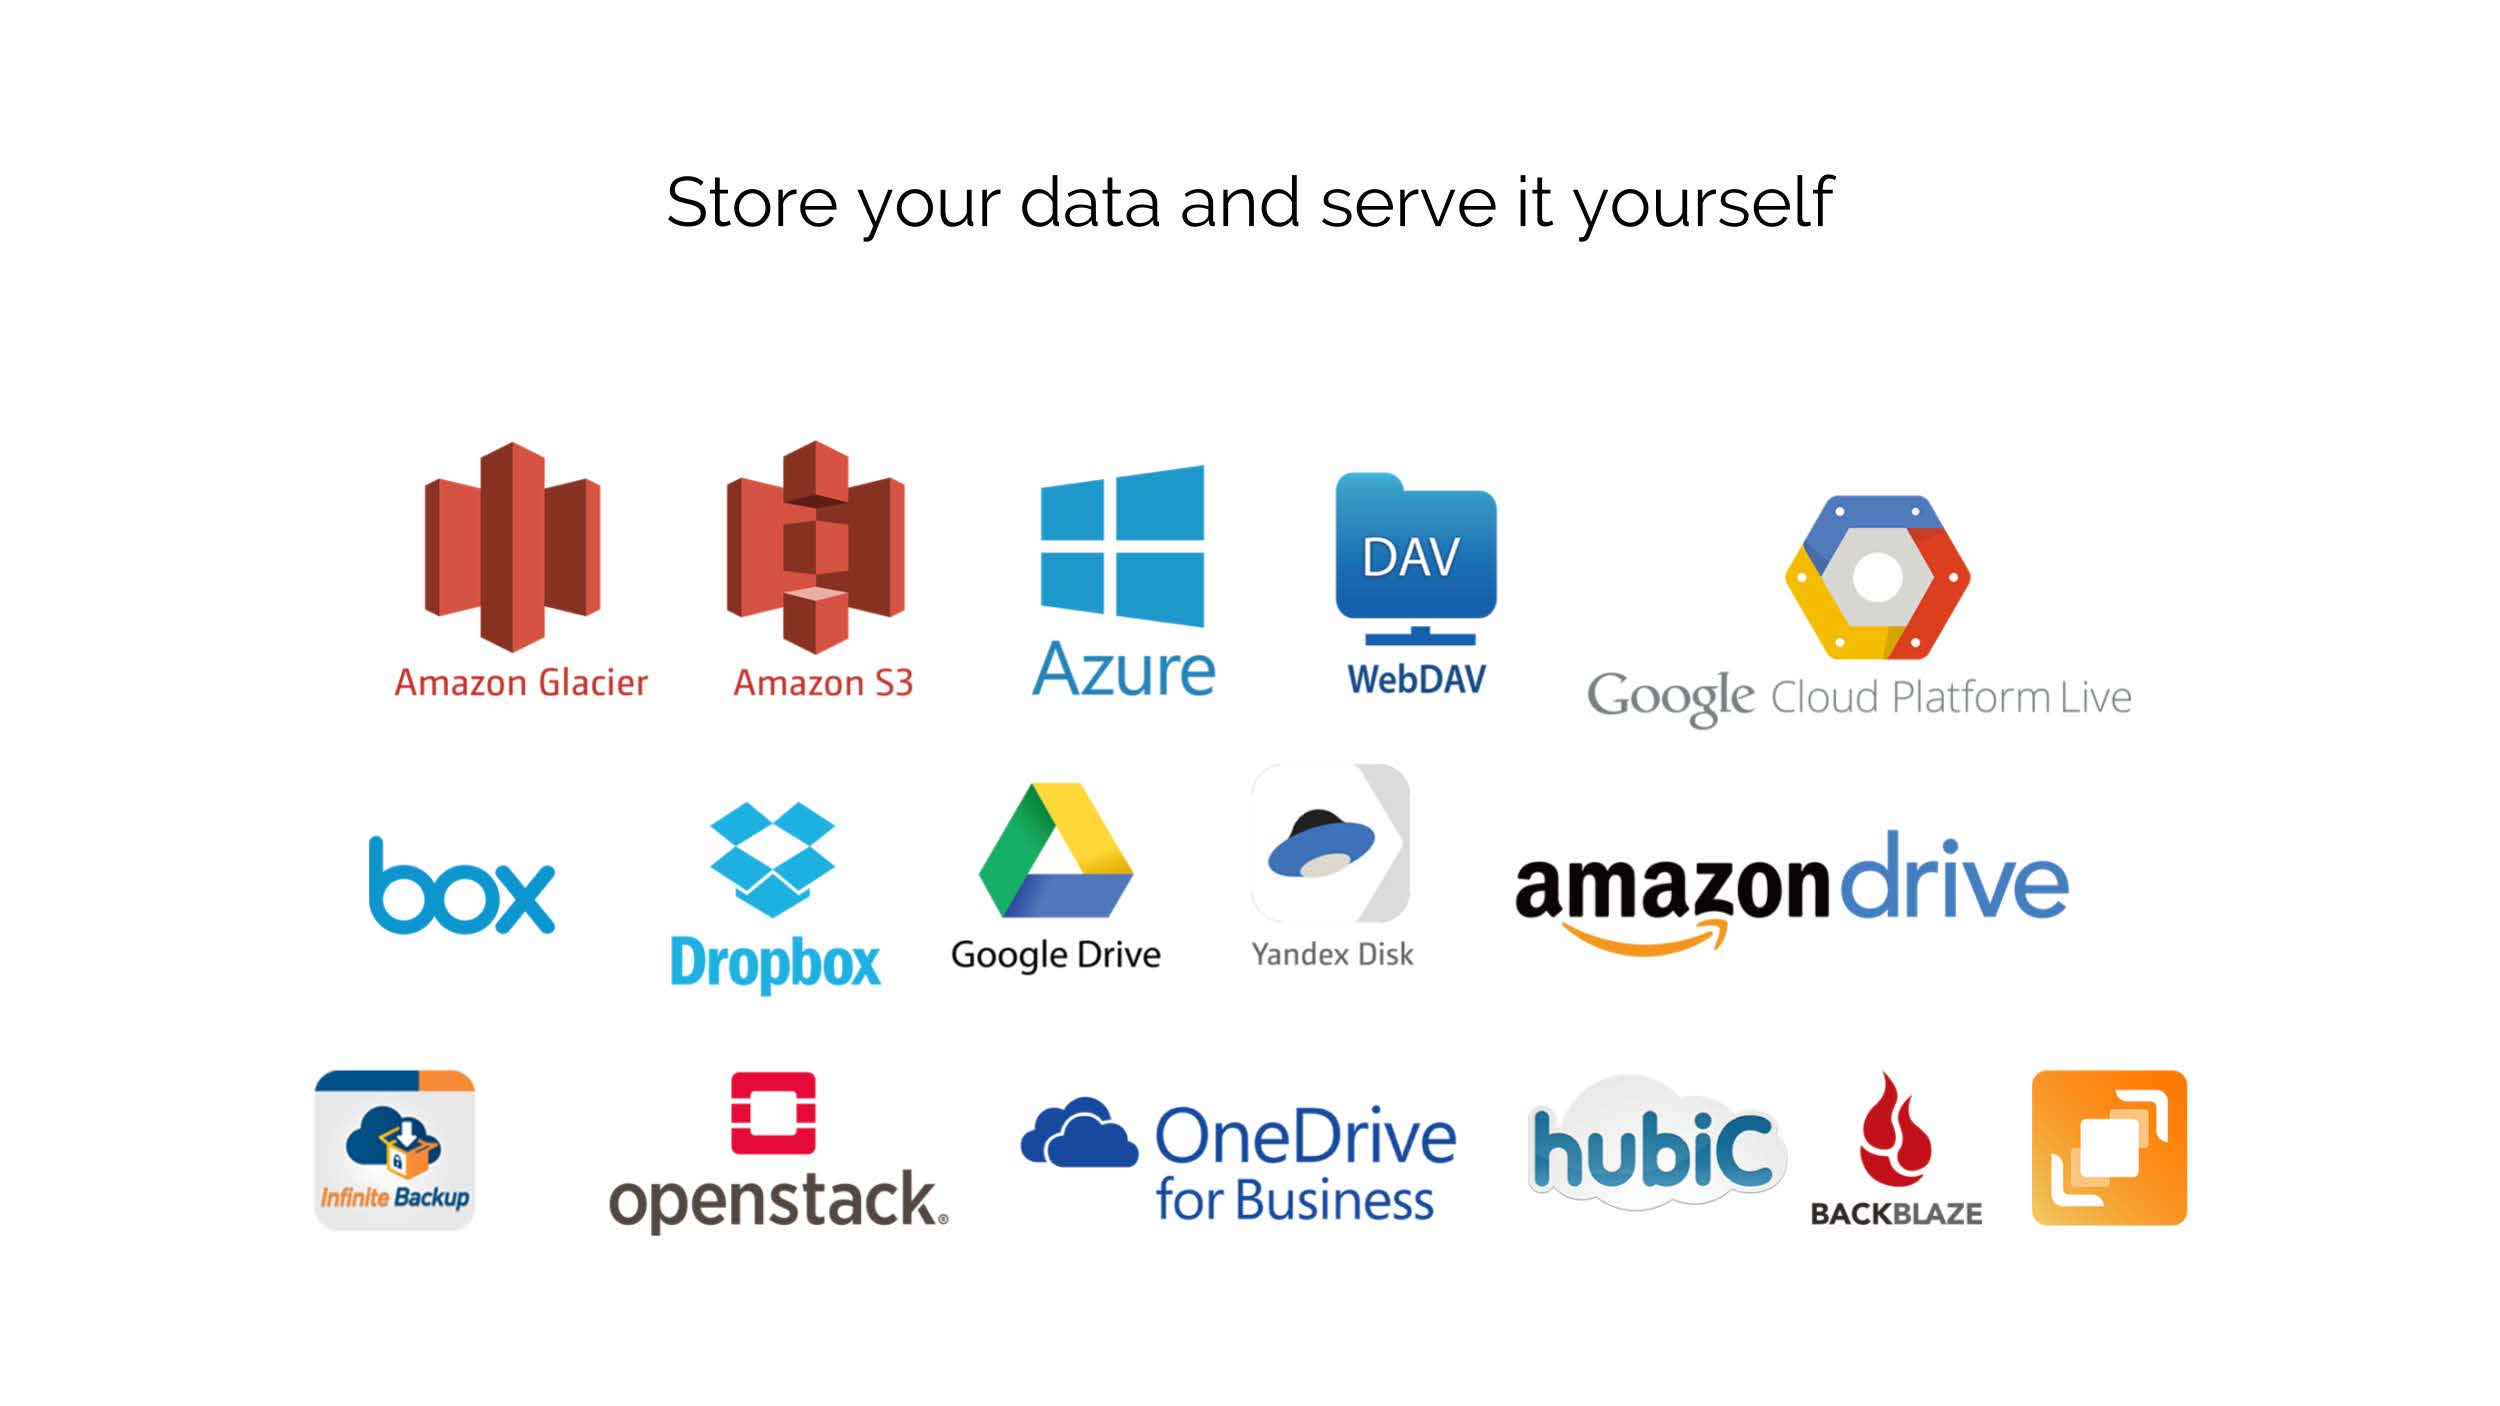 Store your data and serve it yourself
Amazon Glacier
Amazon S3
Azure
DAV
WebDAV
Google Cloud Platform Live
box
Dropbox
Google Drive
Yandex Disk
amazon drive
Infinite Backup
openstack®
OneDrive
for Business
hubiC
BACKBLAZE